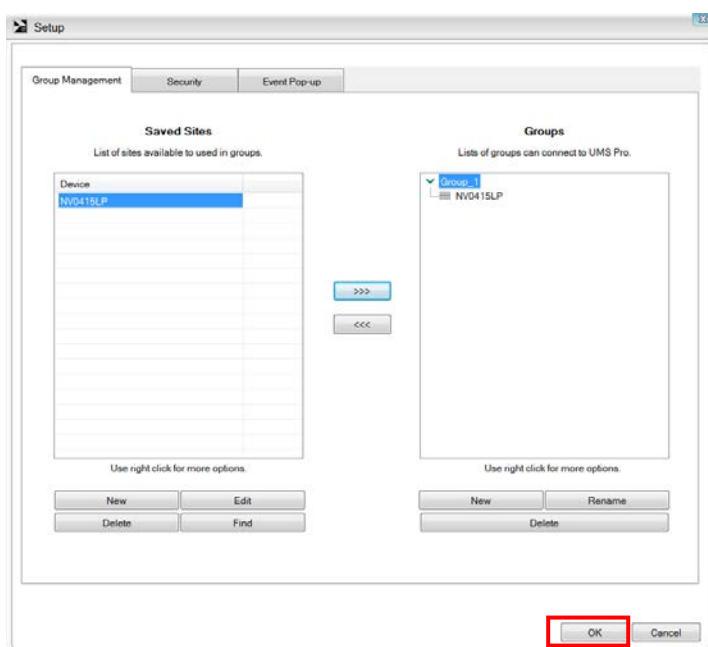 Setup
Group Management Security Event Pop-up
Saved Sites
List of sites available to used in groups.
Device
NV0415LP
Use right click for more options.
New Edit
Delete Find
>>>
<<<
Groups
Lists of groups can connect to UMS Pro.
Group_1
NV0415LP
Use right click for more options.
New Rename
Delete
OK Cancel